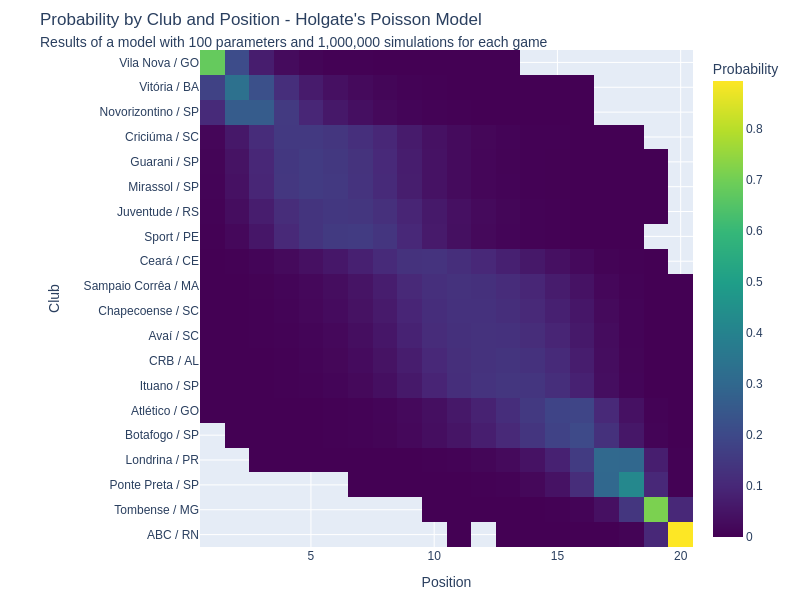 Probability by Club and Position - Holgate's Poisson Model
Results of a model with 100 parameters and 1,000,000 simulations for each game
Probability
Vila Nova / GO
Vitória / BA
Novorizontino / SP
Criciúma / SC
Guarani / SP
Mirassol / SP
Juventude / RS
Sport / PE
Ceará / CE
Sampaio Corrêa / MA
Chapecoense / SC
Avaí / SC
CRB / AL
Ituano / SP
Atlético / GO
Botafogo / SP
Londrina / PR
Ponte Preta / SP
Tombense / MG
ABC / RN
Club
5
10
15
20
Position
0.8
0.7
0.6
0.5
0.4
0.3
0.2
0.1
0